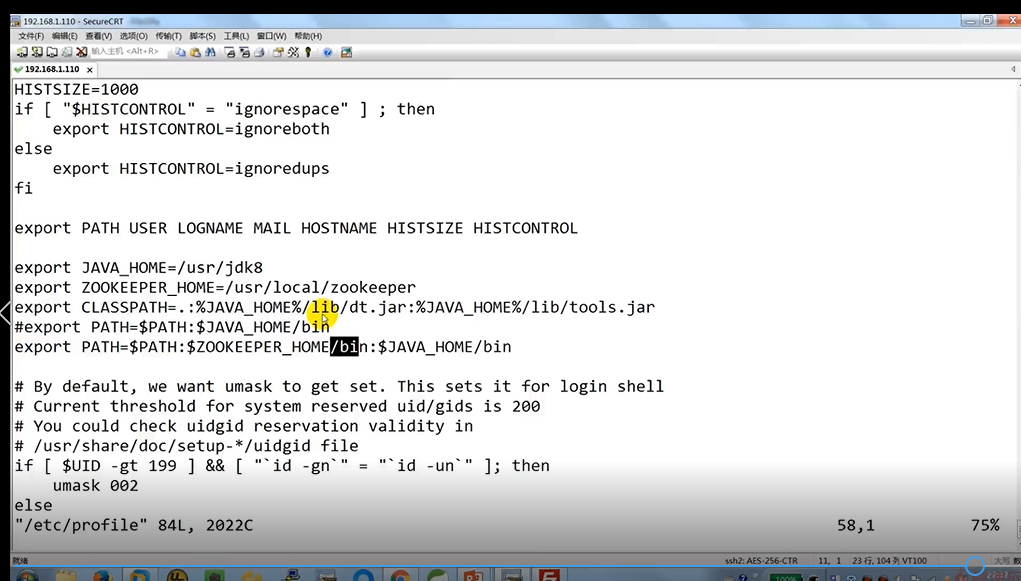 192.168.1.110 - SecureCRT
文件(F) 编辑(E) 查看(V) 选项(O) 传输(T) 脚本(S) 工具(L) 窗口(W) 帮助(H)
输入主机 <Alt+R>
192.168.1.110
HISTSIZE=1000
if [ "$HISTCONTROL" = "ignorespace" ] ; then
    export HISTCONTROL=ignoreboth
else
    export HISTCONTROL=ignoredups
fi
export PATH USER LOGNAME MAIL HOSTNAME HISTSIZE HISTCONTROL
export JAVA_HOME=/usr/jdk8
export ZOOKEEPER_HOME=/usr/local/zookeeper
export CLASSPATH=.:%JAVA_HOME%/lib/dt.jar:%JAVA_HOME%/lib/tools.jar
#export PATH=$PATH:$JAVA_HOME/bin
export PATH=$PATH:$ZOOKEEPER_HOME/bin:$JAVA_HOME/bin
# By default, we want umask to get set. This sets it for login shell
# Current threshold for system reserved uid/gids is 200
# You could check uidgid reservation validity in
# /usr/share/doc/setup-*/uidgid file
if [ $UID -gt 199 ] && [ "`id -gn`" = "`id -un`" ]; then
    umask 002
else
"/etc/profile" 84L, 2022C 58,1 75%
就绪 ssh2: AES-256-CTR 11, 1 23 行, 104 列 VT100 大写 数
100%